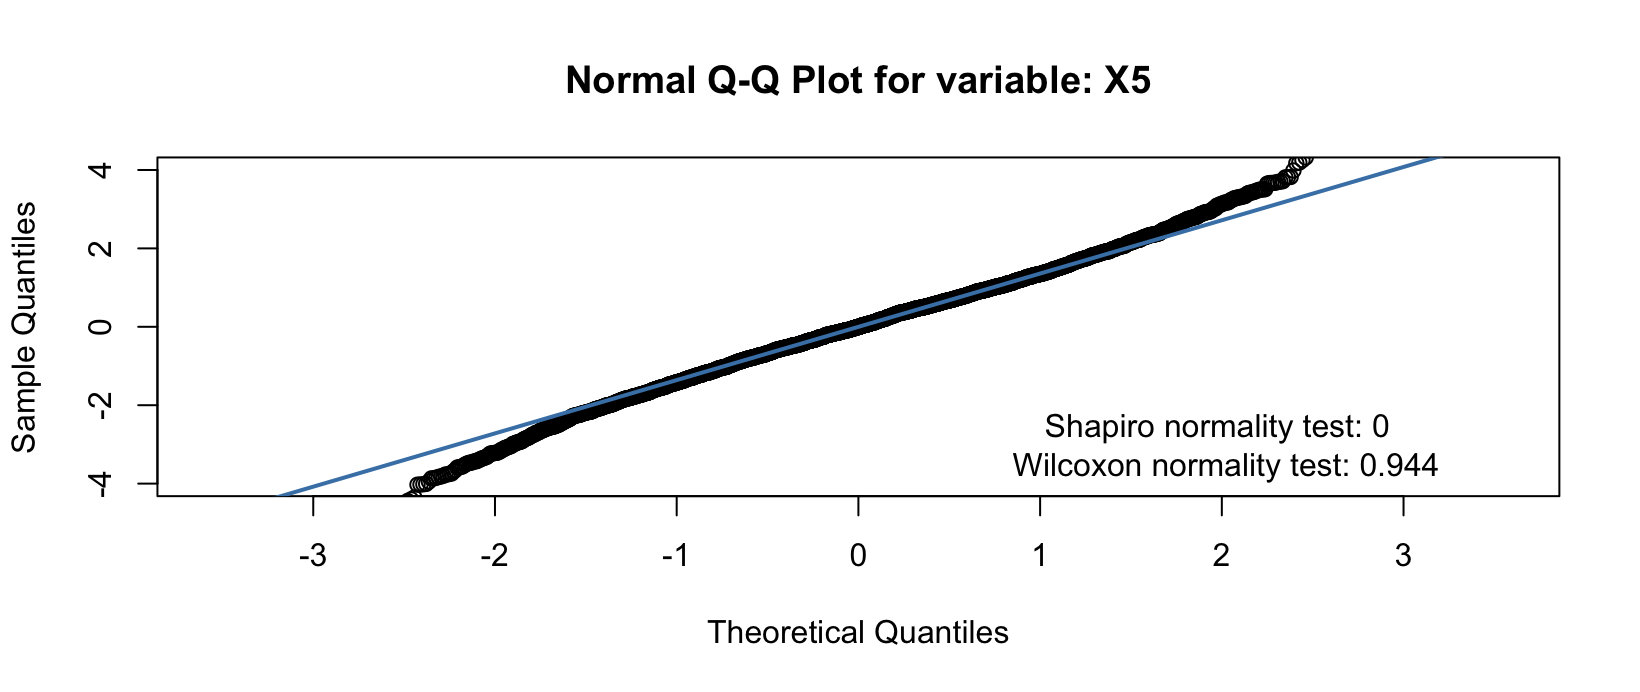 Normal Q-Q Plot for variable: X5
4
2
0
-2
-4
Sample Quantiles
Shapiro normality test: 0
Wilcoxon normality test: 0.944
-3 -2 -1 0 1 2 3
Theoretical Quantiles